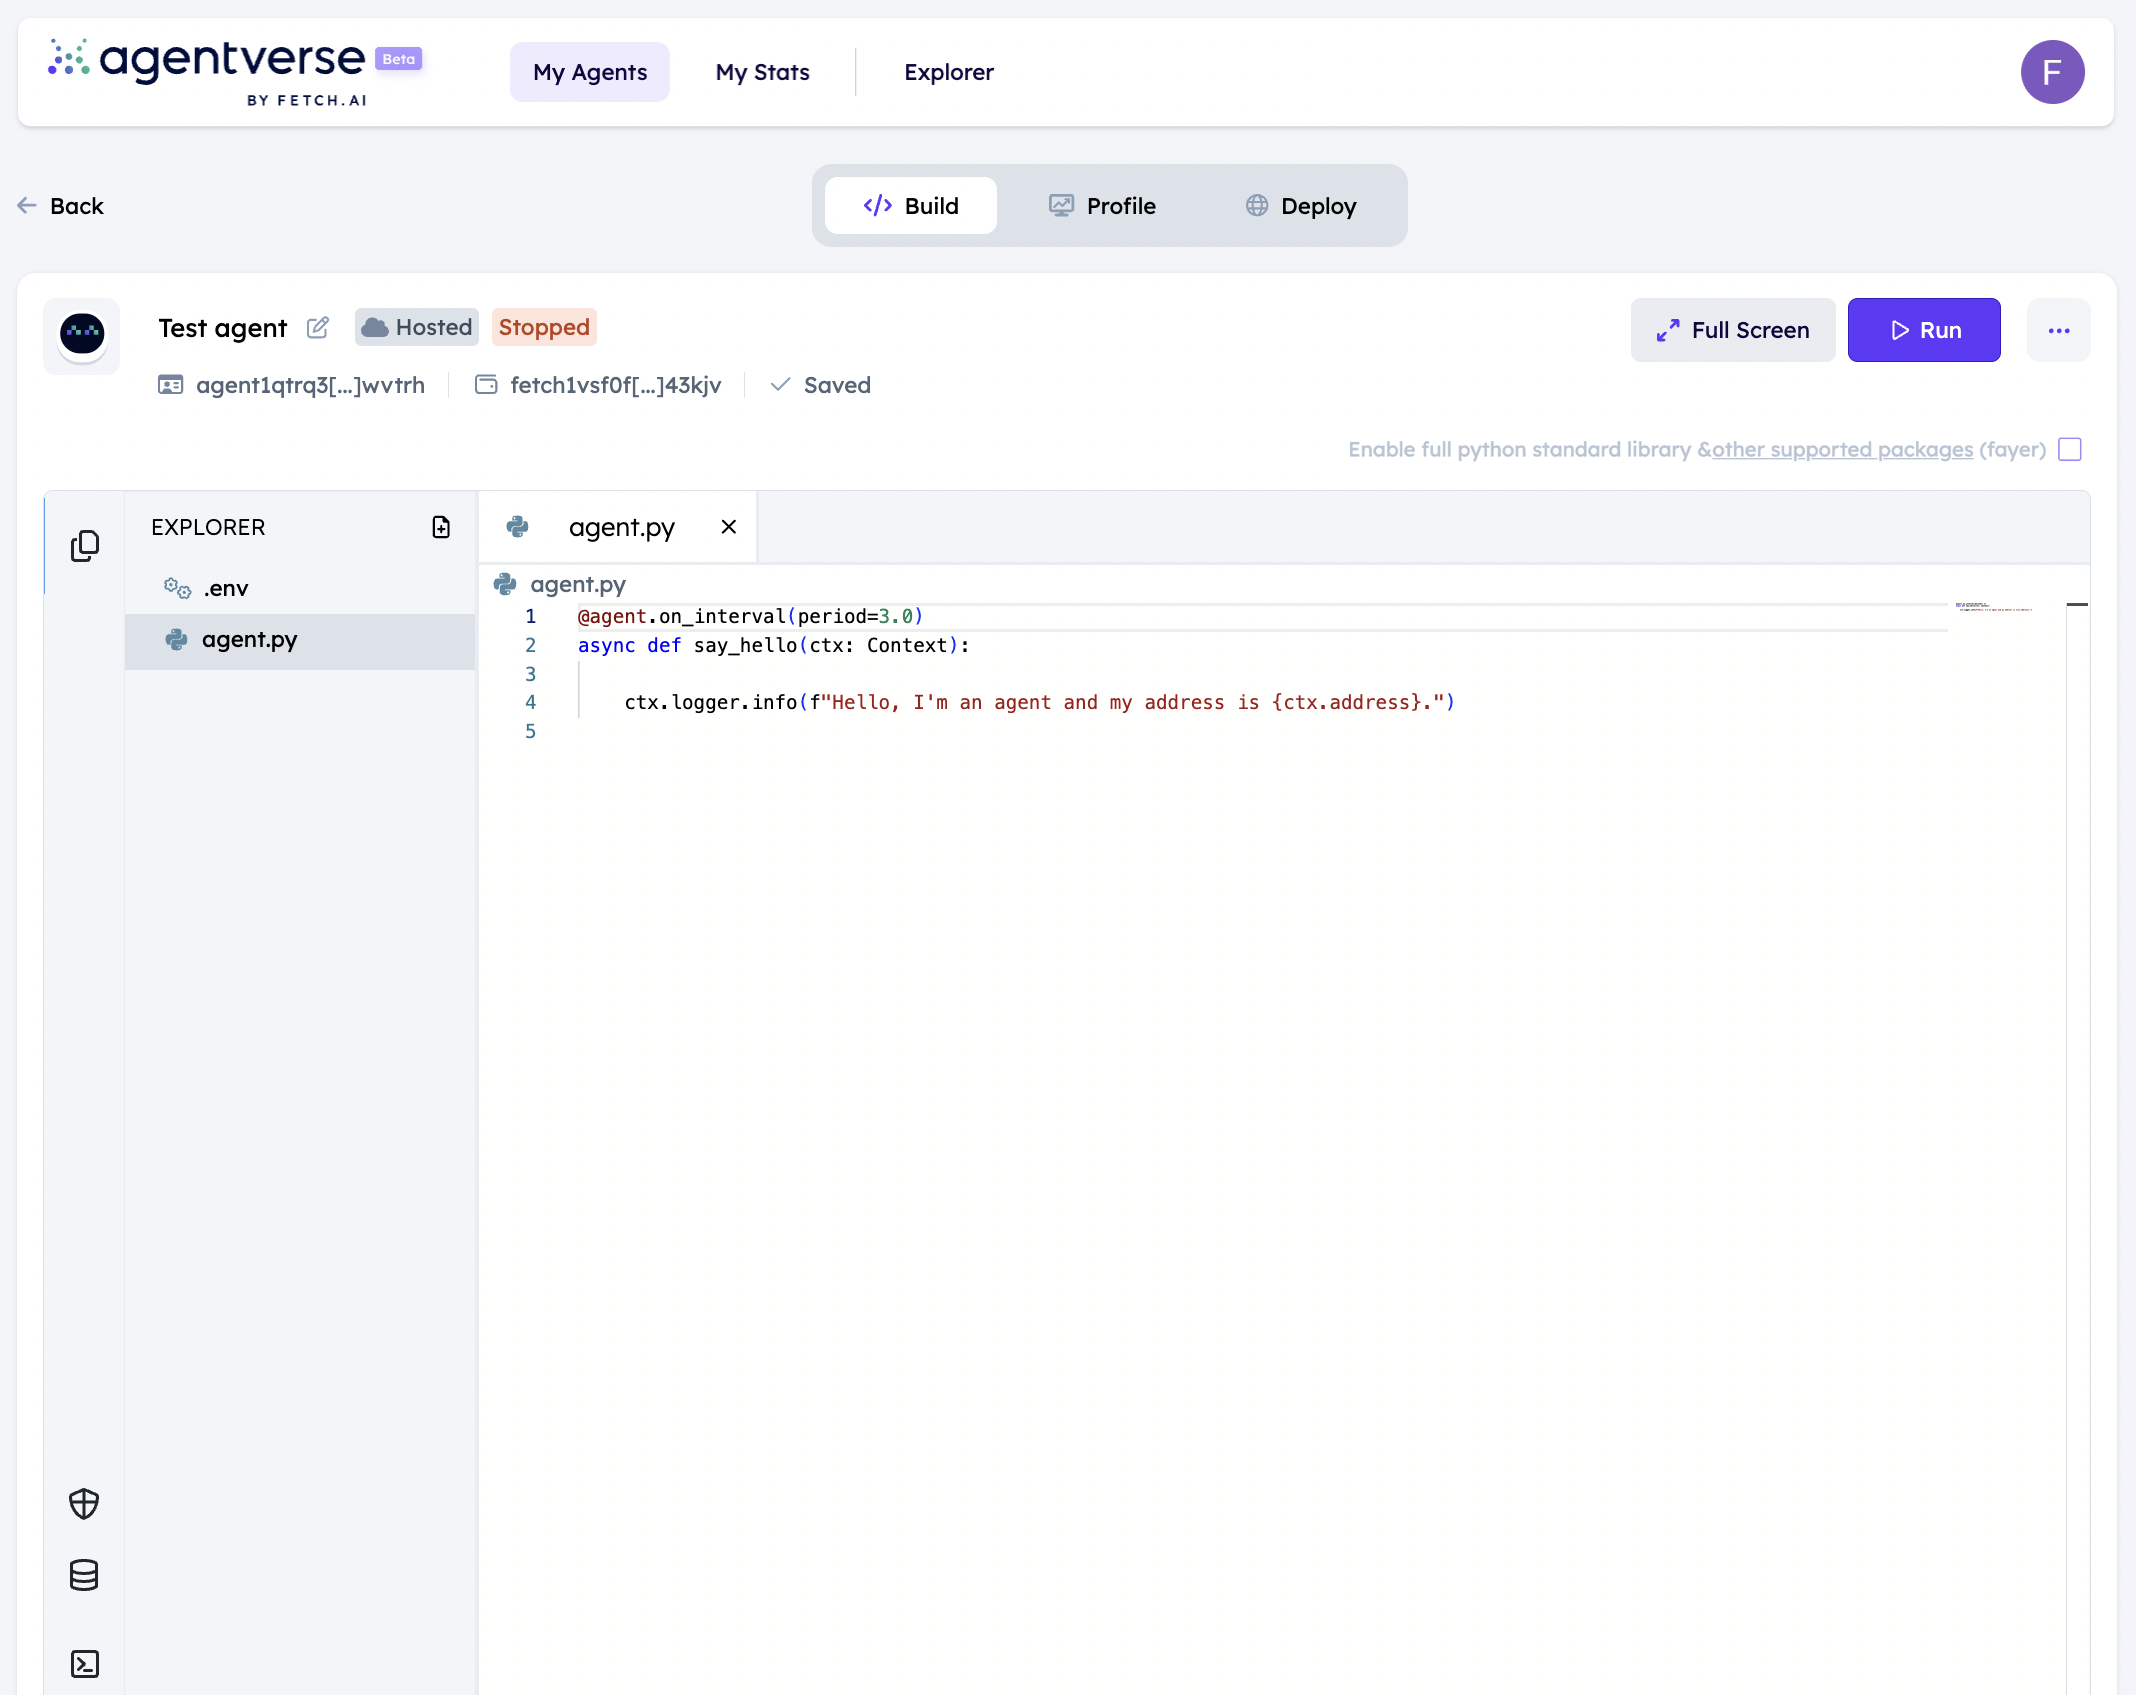 agentverse Beta
BY FETCH.AI
My Agents
My Stats
Explorer
F
Back
Build
Profile
Deploy
Test agent
Hosted
Stopped
Full Screen
Run
agent1qtrq3[...]wvtrh
fetch1vsf0f[...]43kjv
Saved
Enable full python standard library &other supported packages (fayer)
EXPLORER
.env
agent.py
agent.py
agent.py
1 @agent.on_interval(period=3.0)
2 async def say_hello(ctx: Context):
3
4 ctx.logger.info(f"Hello, I'm an agent and my address is {ctx.address}.")
5